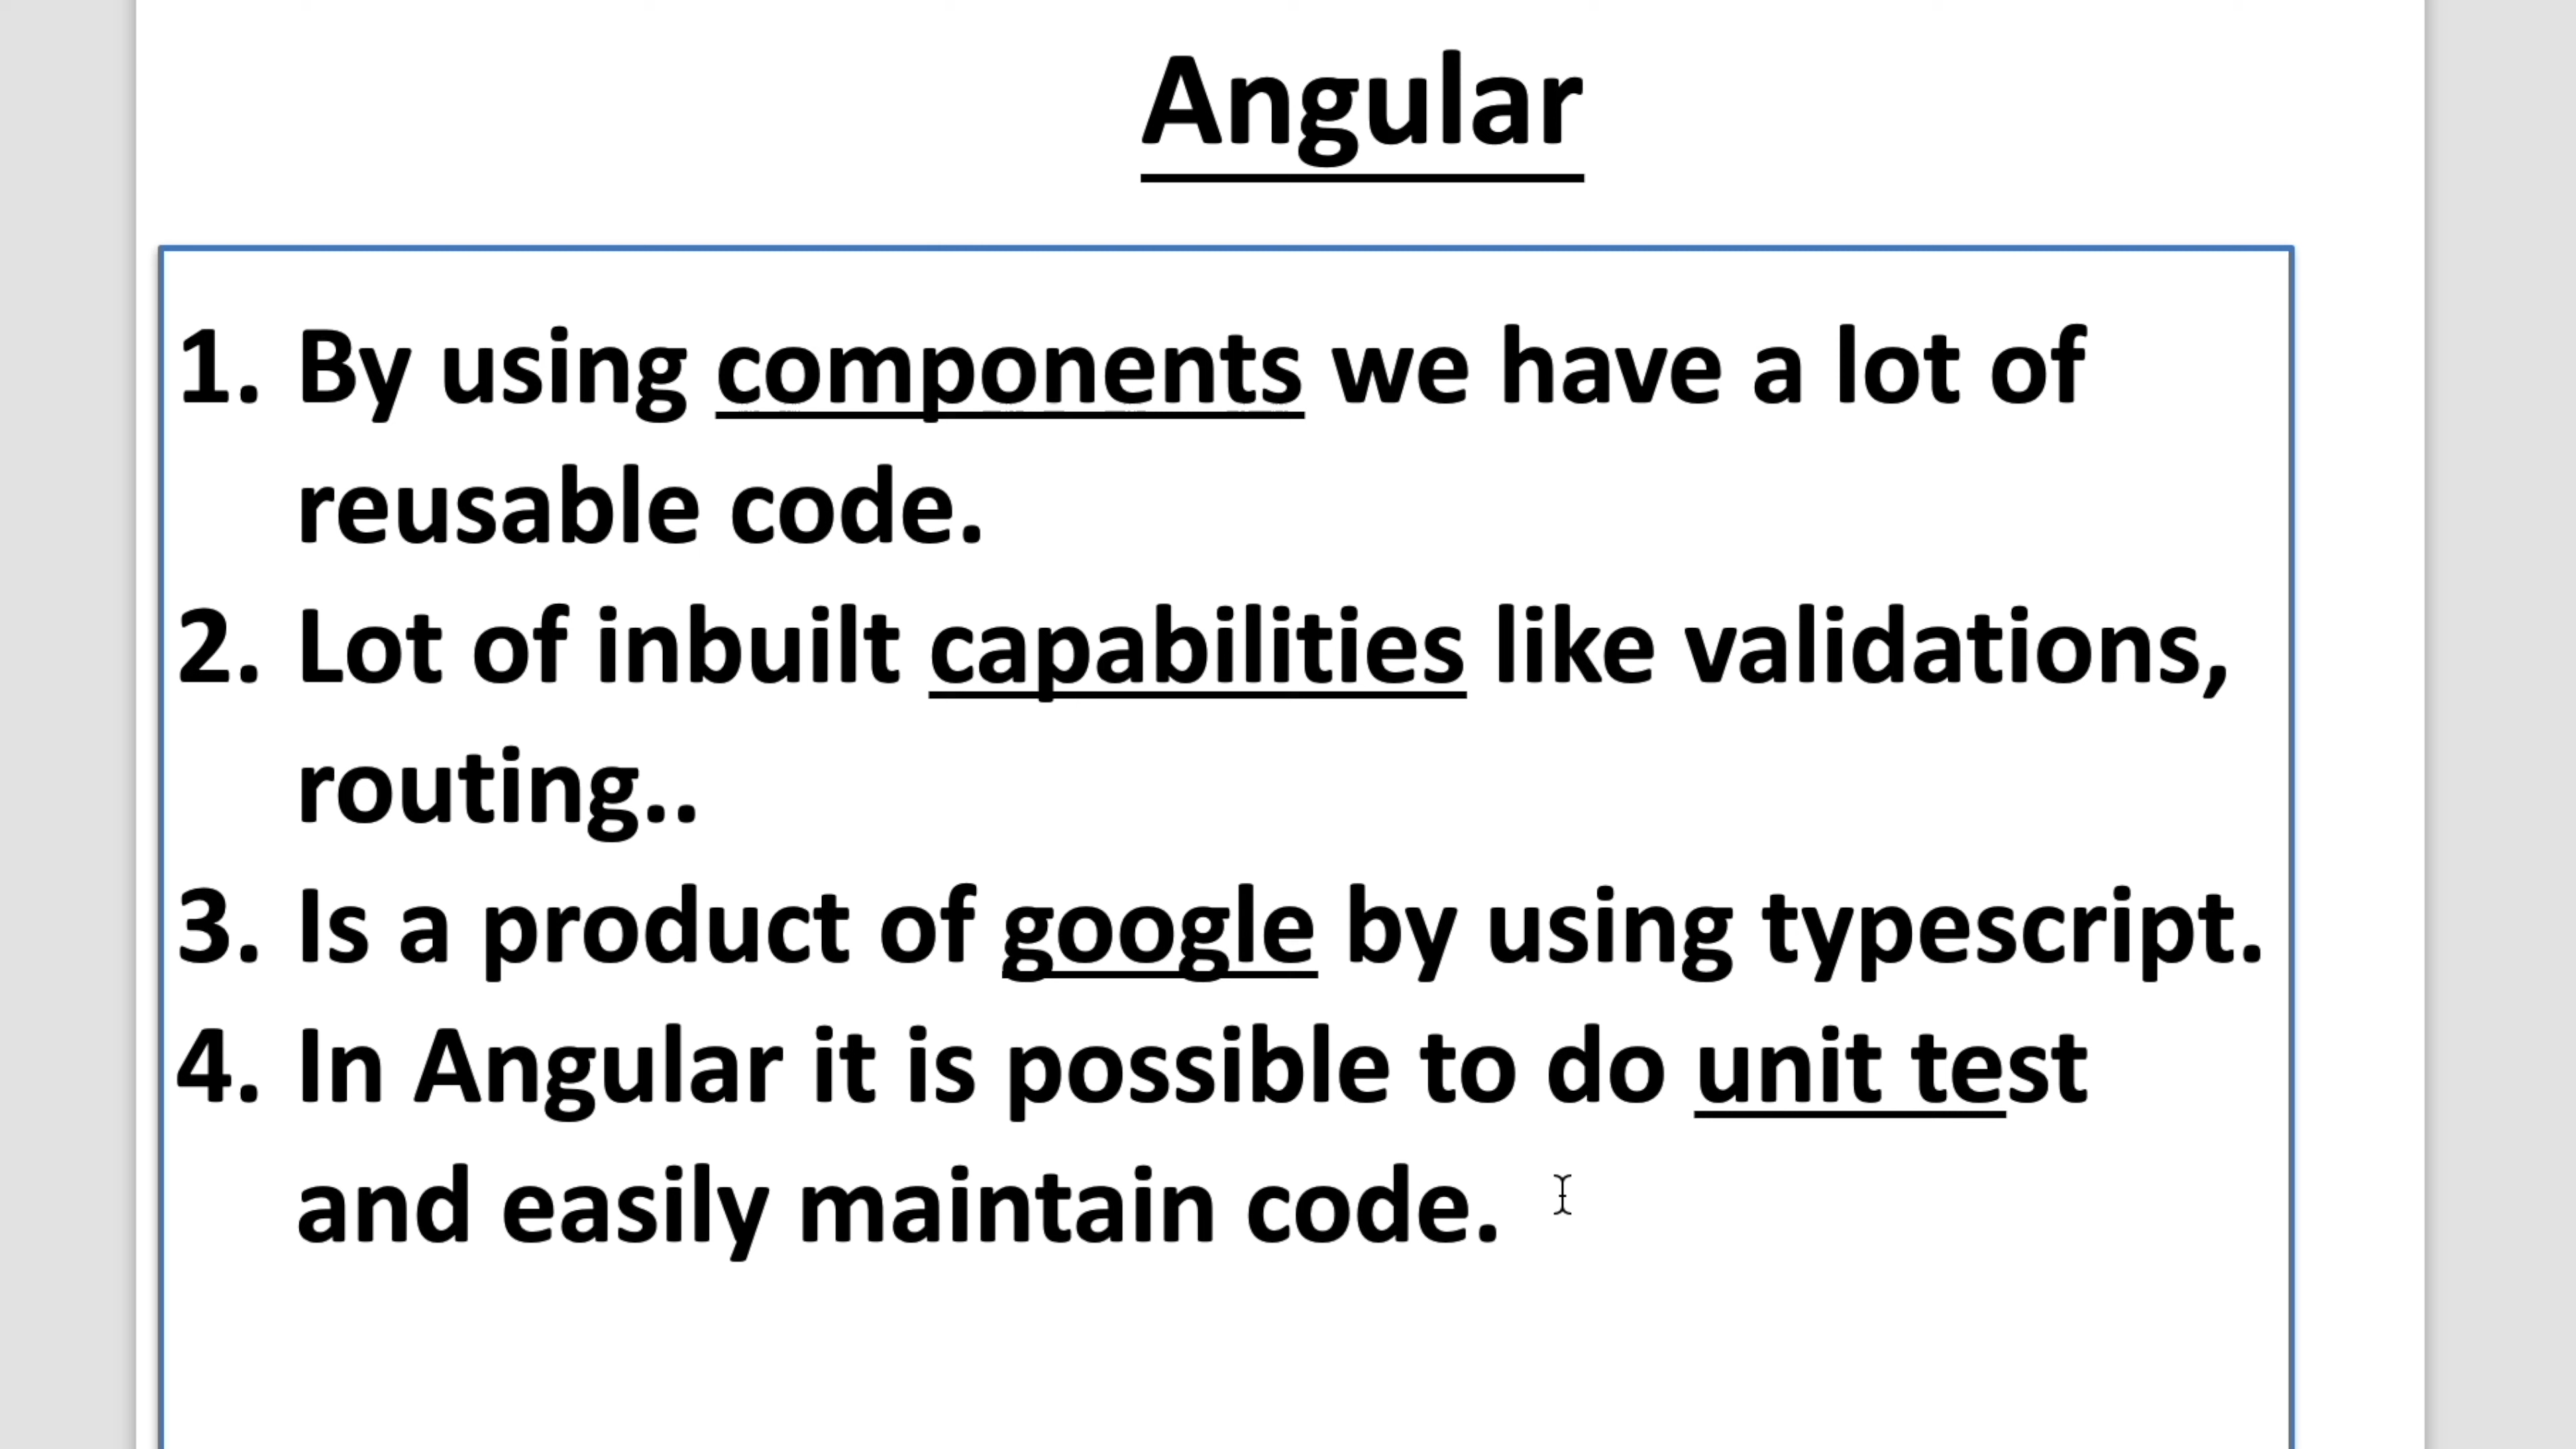 Angular
1. By using components we have a lot of
reusable code.
2. Lot of inbuilt capabilities like validations,
routing..
3. Is a product of google by using typescript.
4. In Angular it is possible to do unit test
and easily maintain code.